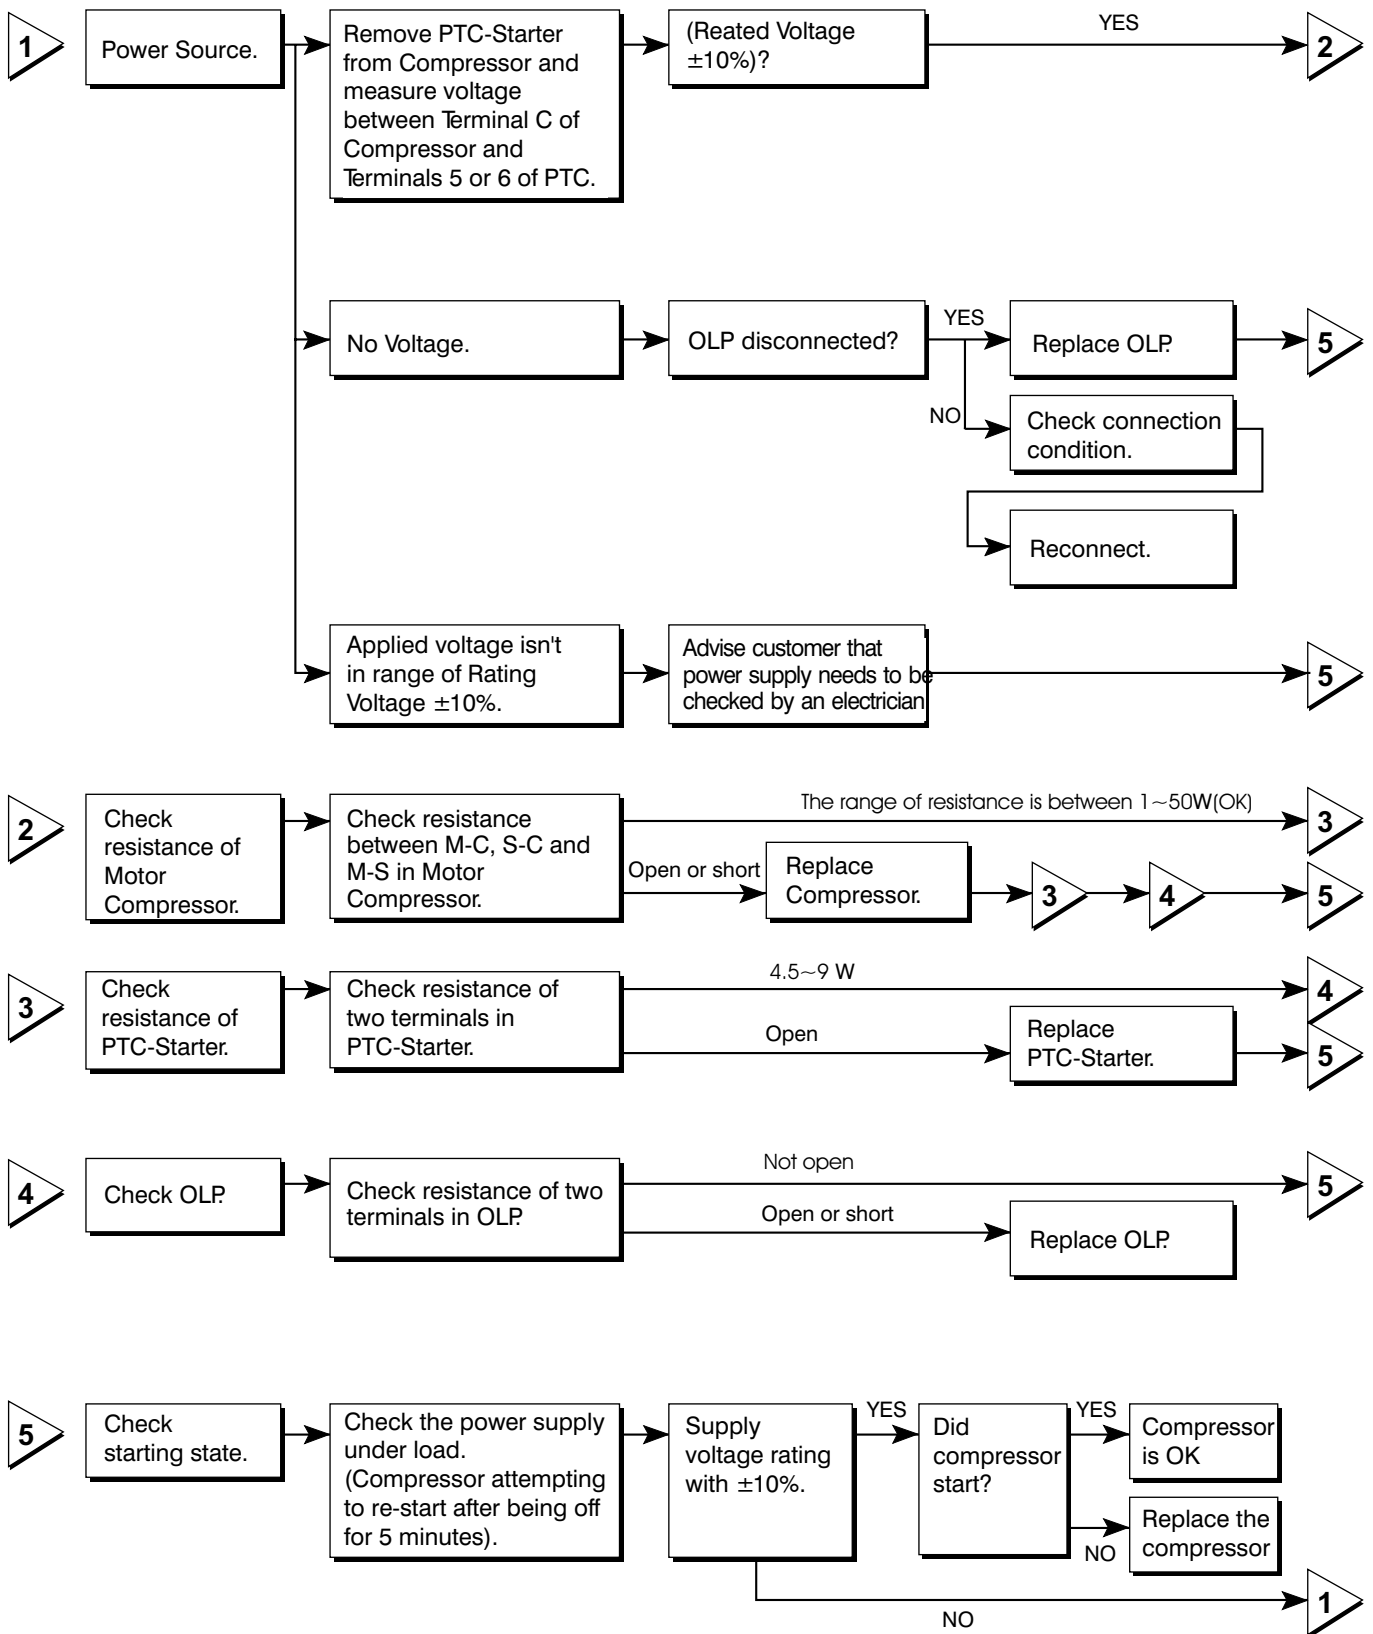 1
Power Source.
Remove PTC-Starter
from Compressor and
measure voltage
between Terminal C of
Compressor and
Terminals 5 or 6 of PTC.
(Reated Voltage
±10%)?
YES
2
No Voltage.
OLP disconnected?
YES
Replace OLP.
5
NO
Check connection
condition.
Reconnect.
Applied voltage isn't
in range of Rating
Voltage ±10%.
Advise customer that
power supply needs to be
checked by an electrician
5
2
Check
resistance of
Motor
Compressor.
Check resistance
between M-C, S-C and
M-S in Motor
Compressor.
The range of resistance is between 1~50W(OK)
3
Open or short
Replace
Compressor.
3
4
5
3
Check
resistance of
PTC-Starter.
Check resistance of
two terminals in
PTC-Starter.
4.5~9 W
4
Open
Replace
PTC-Starter.
5
4
Check OLP.
Check resistance of two
terminals in OLP.
Not open
5
Open or short
Replace OLP.
5
Check
starting state.
Check the power supply
under load.
(Compressor attempting
to re-start after being off
for 5 minutes).
Supply
voltage rating
with ±10%.
YES
Did
compressor
start?
YES
Compressor
is OK
NO
Replace the
compressor
NO
1